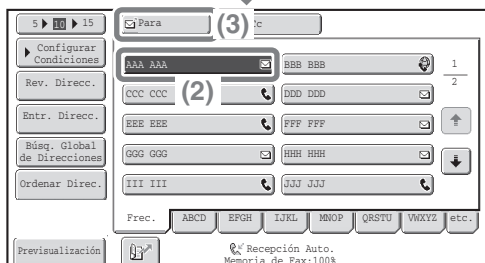 5 10 15
Para
(3)
Cc
Configurar
Condiciones
AAA AAA
BBB BBB
1
2
Rev. Direcc.
CCC CCC
(2)
DDD DDD
Entr. Direcc.
EEE EEE
FFF FFF
Búsq. Global
de Direcciones
GGG GGG
HHH HHH
Ordenar Direc.
III III
JJJ JJJ
Frec.
ABCD
EFGH
IJKL
MNOP
QRSTU
VWXYZ
etc.
Previsualización
Recepción Auto.
Memoria de Fax:100%